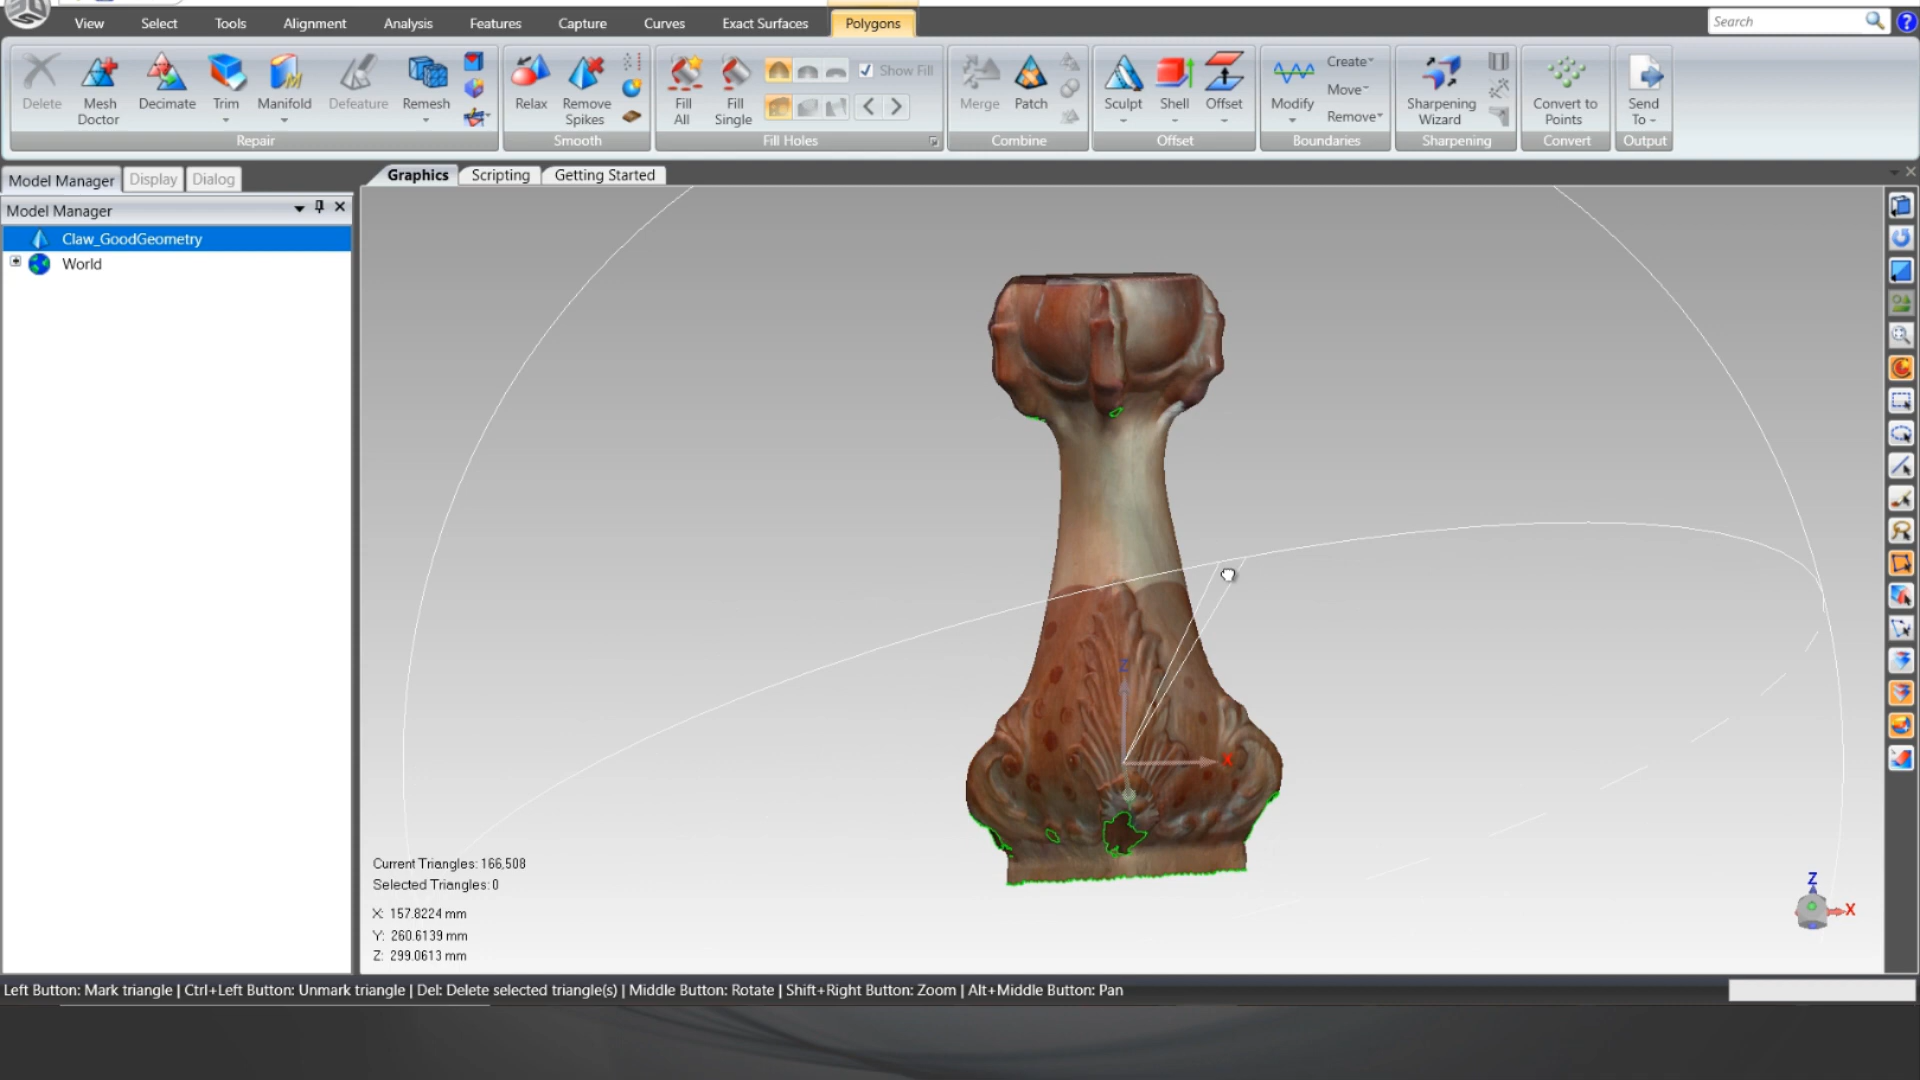 View Select Tools Alignment Analysis Features Capture Curves Exact Surfaces Polygons Search ?
Delete Mesh Doctor Decimate Trim Manifold Defeature Remesh
Repair
Relax Remove Spikes
Smooth
Fill All Fill Single Show Fill
Fill Holes
Merge Patch
Combine
Sculpt Shell Offset
Offset
Modify Create Move Remove
Boundaries
Sharpening Wizard
Sharpening
Convert to Points
Convert
Send To
Output
Model Manager Display Dialog
Graphics Scripting Getting Started
Model Manager
Claw_GoodGeometry
World
Z
X
Current Triangles: 166,508
Selected Triangles: 0
X: 157.8224 mm
Y: 260.6139 mm
Z: 299.0613 mm
Z
X
Left Button: Mark triangle | Ctrl+Left Button: Unmark triangle | Del: Delete selected triangle(s) | Middle Button: Rotate | Shift+Right Button: Zoom | Alt+Middle Button: Pan